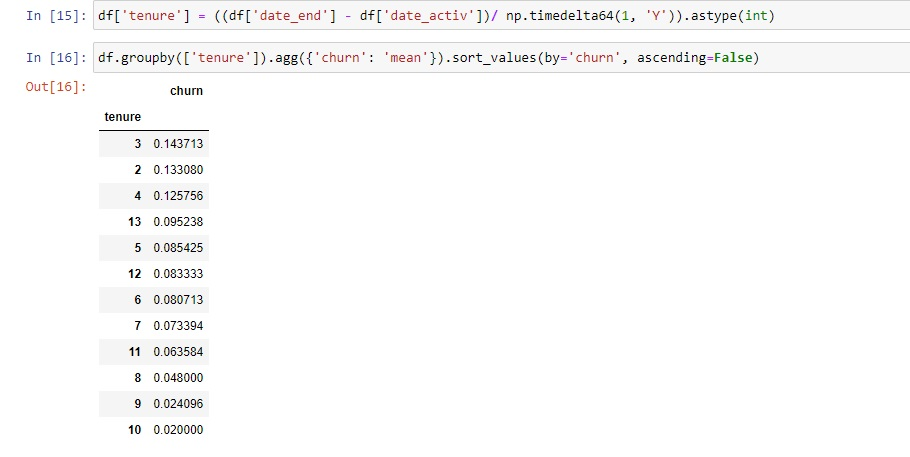 In [15]: df['tenure'] = ((df['date_end'] - df['date_activ'])/ np.timedelta64(1, 'Y')).astype(int)
In [16]: df.groupby(['tenure']).agg({'churn': 'mean'}).sort_values(by='churn', ascending=False)
Out[16]:
churn
tenure
3 0.143713
2 0.133080
4 0.125756
13 0.095238
5 0.085425
12 0.083333
6 0.080713
7 0.073394
11 0.063584
8 0.048000
9 0.024096
10 0.020000